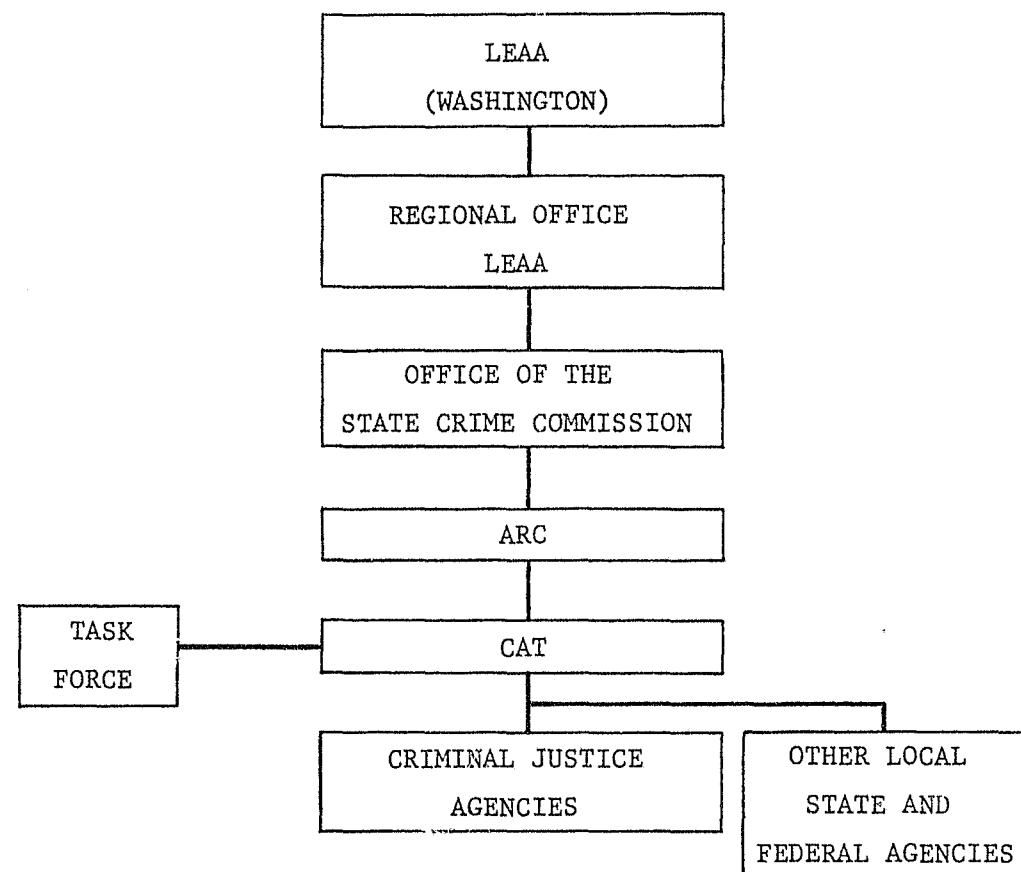 LEAA
(WASHINGTON)
REGIONAL OFFICE
LEAA
OFFICE OF THE
STATE CRIME COMMISSION
ARC
TASK
FORCE
CAT
CRIMINAL JUSTICE
AGENCIES
OTHER LOCAL
STATE AND
FEDERAL AGENCIES